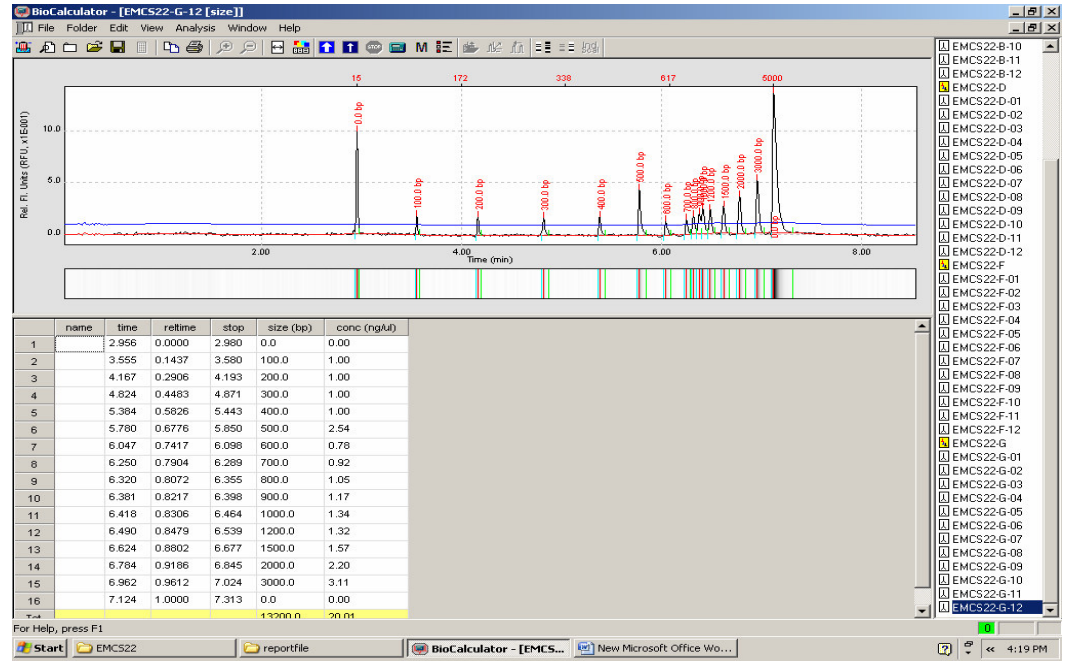 BioCalculator - [EMCS22-G-12 [size]]
File Folder Edit View Analysis Window Help
15 172 338 617 5000
Rel. Fl. Units (RFU, x1E-001)
10.0
5.0
0.0
0.0 bp
100.0 bp
200.0 bp
300.0 bp
400.0 bp
500.0 bp
600.0 bp
700.0 bp
1200.0 bp
1500.0 bp
2000.0 bp
3000.0 bp
2.00 4.00 6.00 8.00
Time (min)
name time reltime stop size (bp) conc (ng/ul)
1 2.956 0.0000 2.980 0.0 0.00
2 3.555 0.1437 3.580 100.0 1.00
3 4.167 0.2906 4.193 200.0 1.00
4 4.824 0.4483 4.871 300.0 1.00
5 5.384 0.5826 5.443 400.0 1.00
6 5.780 0.6776 5.850 500.0 2.54
7 6.047 0.7417 6.098 600.0 0.78
8 6.250 0.7904 6.289 700.0 0.92
9 6.320 0.8072 6.355 800.0 1.05
10 6.381 0.8217 6.398 900.0 1.17
11 6.418 0.8306 6.464 1000.0 1.34
12 6.490 0.8479 6.539 1200.0 1.32
13 6.624 0.8802 6.677 1500.0 1.57
14 6.784 0.9186 6.845 2000.0 2.20
15 6.962 0.9612 7.024 3000.0 3.11
16 7.124 1.0000 7.313 0.0 0.00
13200.0 20.01
EMCS22-B-10
EMCS22-B-11
EMCS22-B-12
EMCS22-D
EMCS22-D-01
EMCS22-D-02
EMCS22-D-03
EMCS22-D-04
EMCS22-D-05
EMCS22-D-06
EMCS22-D-07
EMCS22-D-08
EMCS22-D-09
EMCS22-D-10
EMCS22-D-11
EMCS22-D-12
EMCS22-F
EMCS22-F-01
EMCS22-F-02
EMCS22-F-03
EMCS22-F-04
EMCS22-F-05
EMCS22-F-06
EMCS22-F-07
EMCS22-F-08
EMCS22-F-09
EMCS22-F-10
EMCS22-F-11
EMCS22-F-12
EMCS22-G
EMCS22-G-01
EMCS22-G-02
EMCS22-G-03
EMCS22-G-04
EMCS22-G-05
EMCS22-G-06
EMCS22-G-07
EMCS22-G-08
EMCS22-G-09
EMCS22-G-10
EMCS22-G-11
EMCS22-G-12
For Help, press F1
0
Start EMCS22 reportfile BioCalculator - [EMCS... New Microsoft Office Wo... 4:19 PM